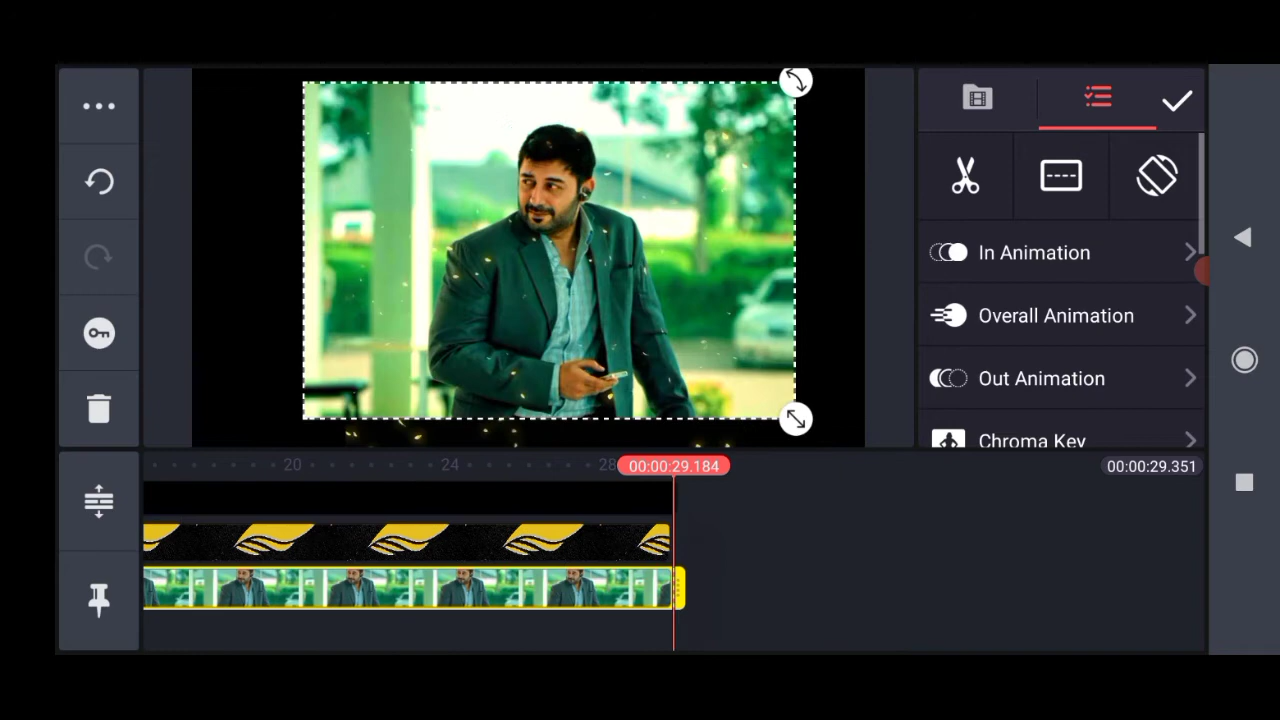 In Animation
Overall Animation
Out Animation
Chroma Key
20
24
28
00:00:29.184
00:00:29.351